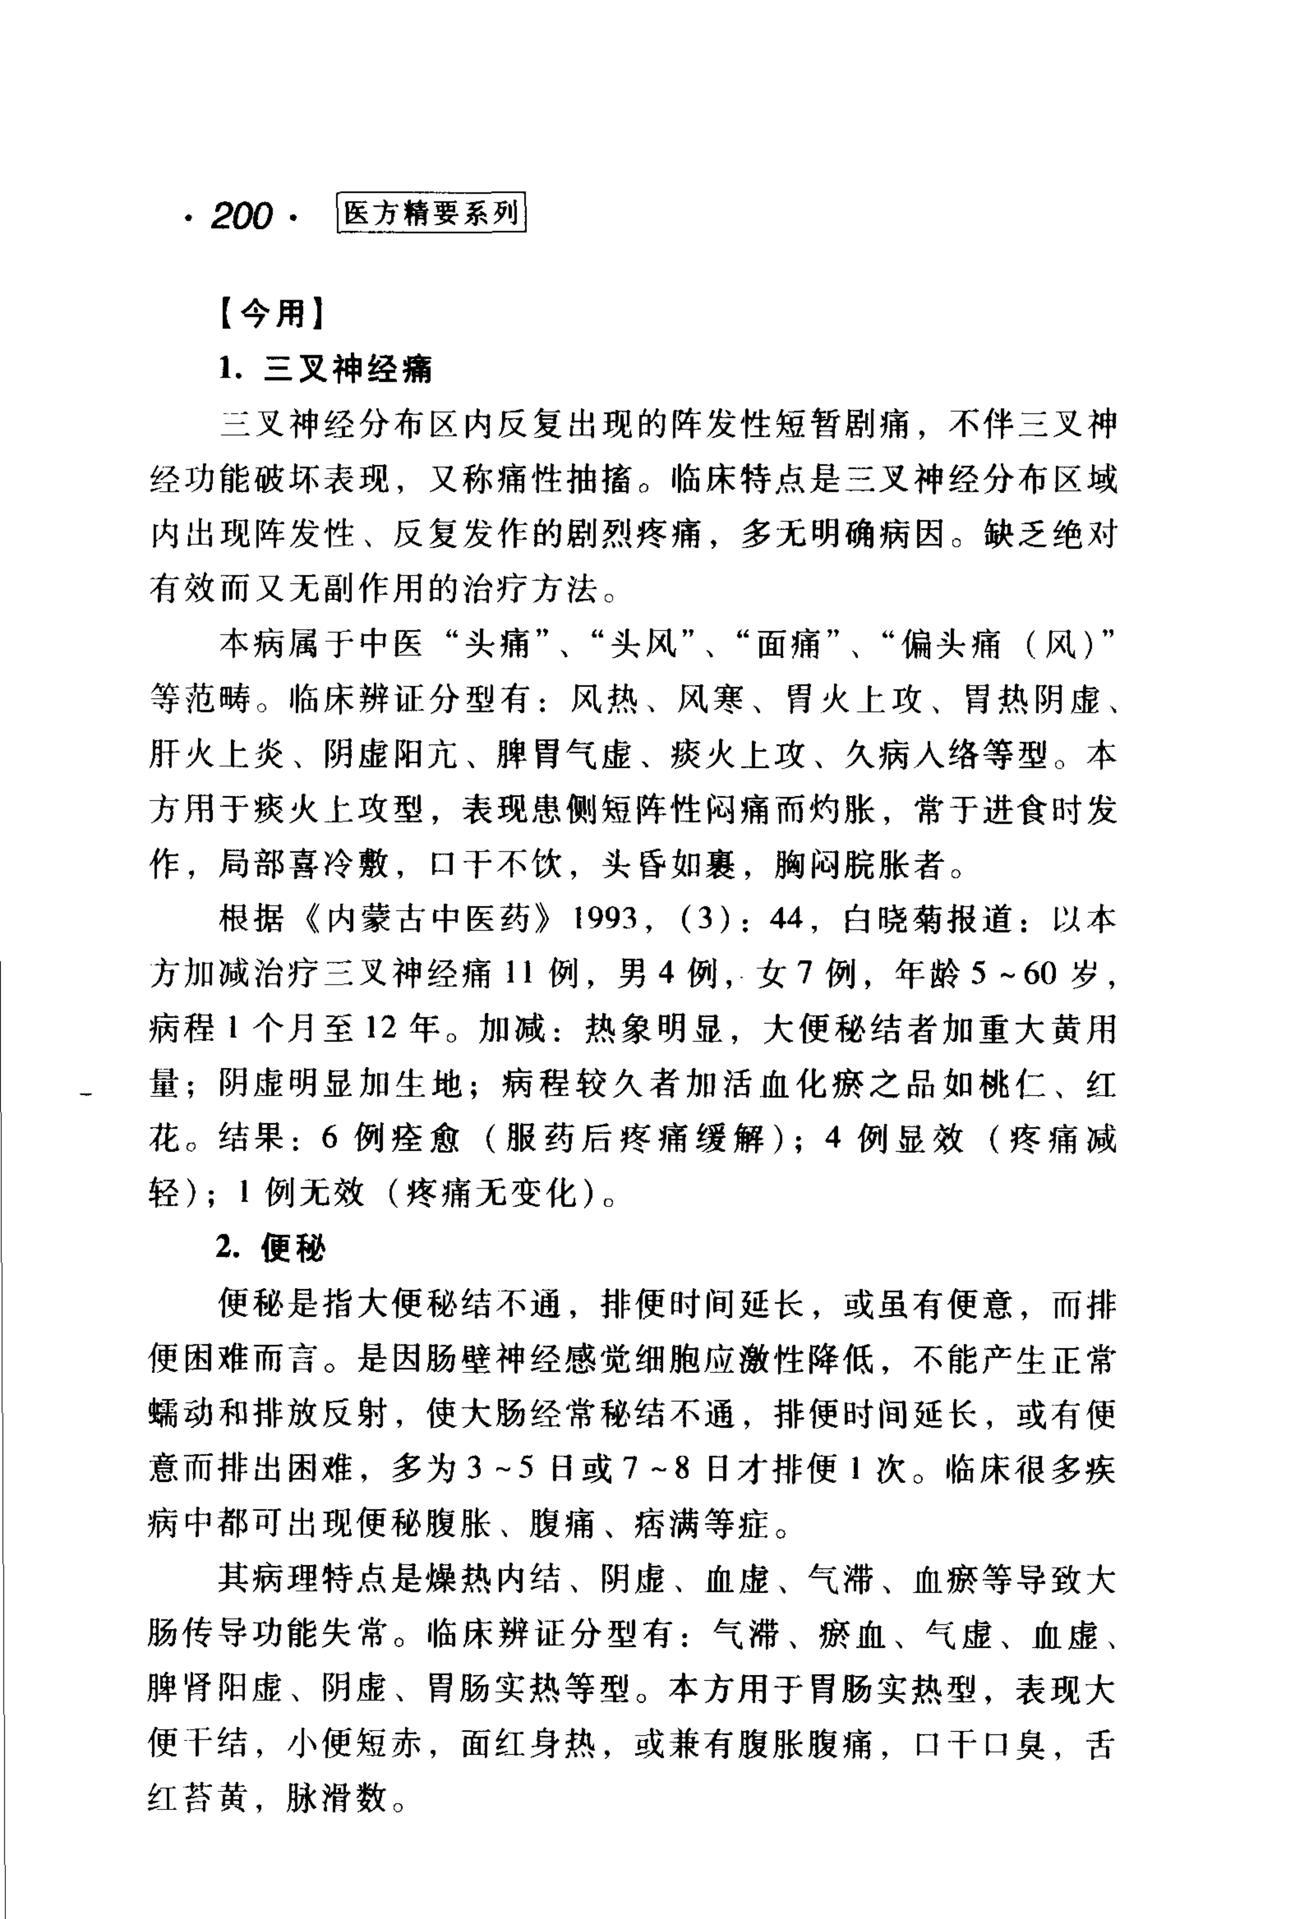 ·200· 医方精要系列
【今用】
1. 三叉神经痛
三叉神经分布区内反复出现的阵发性短暂剧痛，不伴三叉神
经功能破坏表现，又称痛性抽搐。临床特点是三叉神经分布区域
内出现阵发性、反复发作的剧烈疼痛，多无明确病因。缺乏绝对
有效而又无副作用的治疗方法。
本病属于中医“头痛”、“头风”、“面痛”、“偏头痛（风）”
等范畴。临床辨证分型有：风热、风寒、胃火上攻、胃热阴虚、
肝火上炎、阴虚阳亢、脾胃气虚、痰火上攻、久病入络等型。本
方用于痰火上攻型，表现患侧短阵性闷痛而灼胀，常于进食时发
作，局部喜冷敷，口干不饮，头昏如裹，胸闷脘胀者。
根据《内蒙古中医药》1993，（3）：44，白晓菊报道：以本
方加减治疗三叉神经痛 11 例，男 4 例，女 7 例，年龄 5～60 岁，
病程 1 个月至 12 年。加减：热象明显，大便秘结者加重大黄用
量；阴虚明显加生地；病程较久者加活血化瘀之品如桃仁、红
花。结果：6 例痊愈（服药后疼痛缓解）；4 例显效（疼痛减
轻）；1 例无效（疼痛无变化）。
2. 便秘
便秘是指大便秘结不通，排便时间延长，或虽有便意，而排
便困难而言。是因肠壁神经感觉细胞应激性降低，不能产生正常
蠕动和排放反射，使大肠经常秘结不通，排便时间延长，或有便
意而排出困难，多为 3～5 日或 7～8 日才排便 1 次。临床很多疾
病中都可出现便秘腹胀、腹痛、痞满等症。
其病理特点是燥热内结、阴虚、血虚、气滞、血瘀等导致大
肠传导功能失常。临床辨证分型有：气滞、瘀血、气虚、血虚、
脾肾阳虚、阴虚、胃肠实热等型。本方用于胃肠实热型，表现大
便干结，小便短赤，面红身热，或兼有腹胀腹痛，口干口臭，舌
红苔黄，脉滑数。